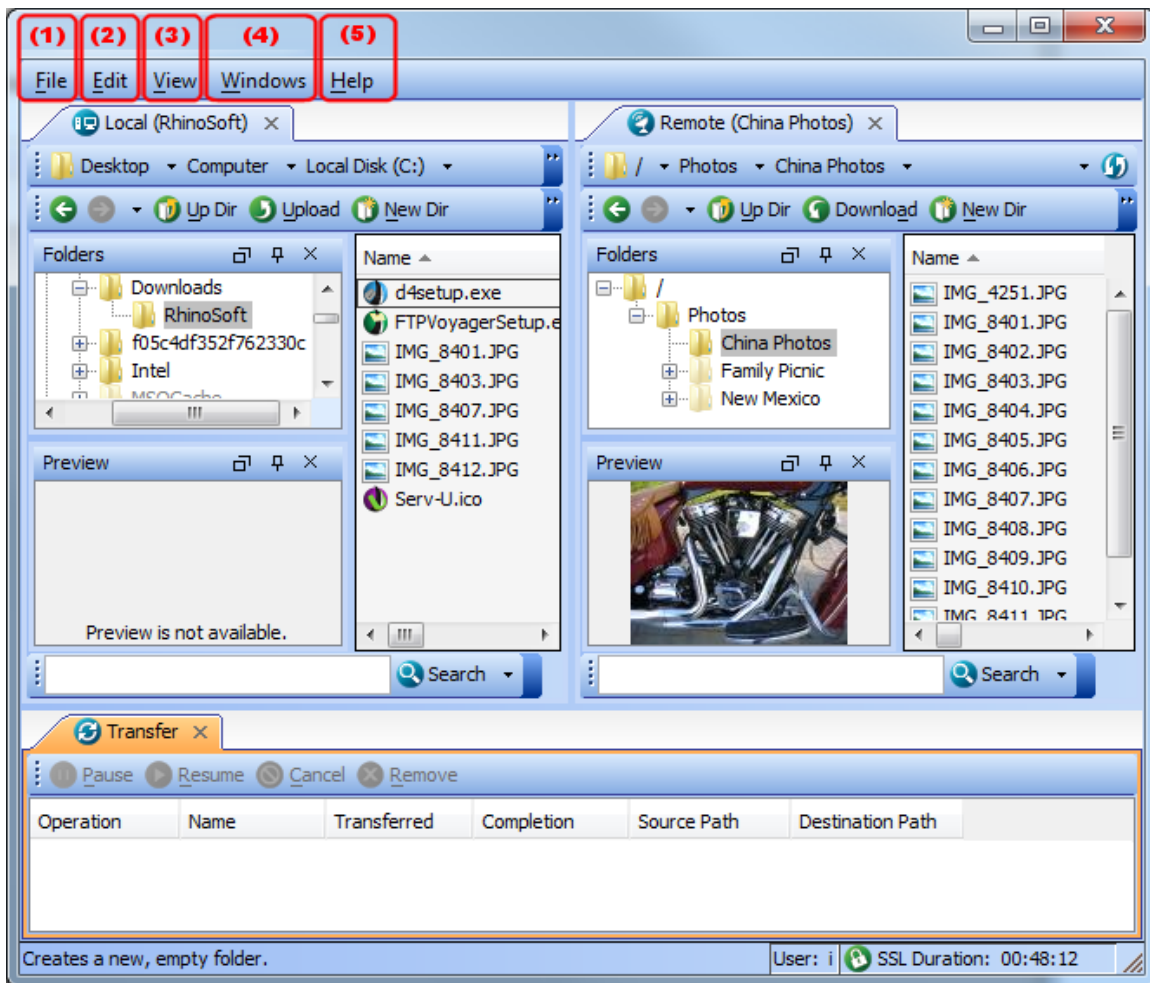 (1) (2) (3) (4) (5)
File Edit View Windows Help
Local (RhinoSoft)
Desktop Computer Local Disk (C:)
Up Dir Upload New Dir
Folders
Downloads
RhinoSoft
f05c4df352f762330c
Intel
MSOCache
Name
d4setup.exe
FTPVoyagerSetup.e
IMG_8401.JPG
IMG_8403.JPG
IMG_8407.JPG
IMG_8411.JPG
IMG_8412.JPG
Serv-U.ico
Preview
Preview is not available.
Search
Remote (China Photos)
/ Photos China Photos
Up Dir Download New Dir
Folders
/
Photos
China Photos
Family Picnic
New Mexico
Name
IMG_4251.JPG
IMG_8401.JPG
IMG_8402.JPG
IMG_8403.JPG
IMG_8404.JPG
IMG_8405.JPG
IMG_8406.JPG
IMG_8407.JPG
IMG_8408.JPG
IMG_8409.JPG
IMG_8410.JPG
IMG_8411.JPG
Preview
Search
Transfer
Pause Resume Cancel Remove
Operation Name Transferred Completion Source Path Destination Path
Creates a new, empty folder.
User: i SSL Duration: 00:48:12